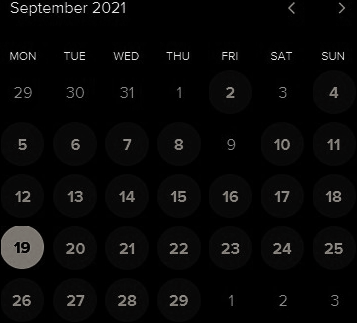 September 2021
MON TUE WED THU FRI SAT SUN
29 30 31 1 2 3 4
5 6 7 8 9 10 11
12 13 14 15 16 17 18
19 20 21 22 23 24 25
26 27 28 29 1 2 3